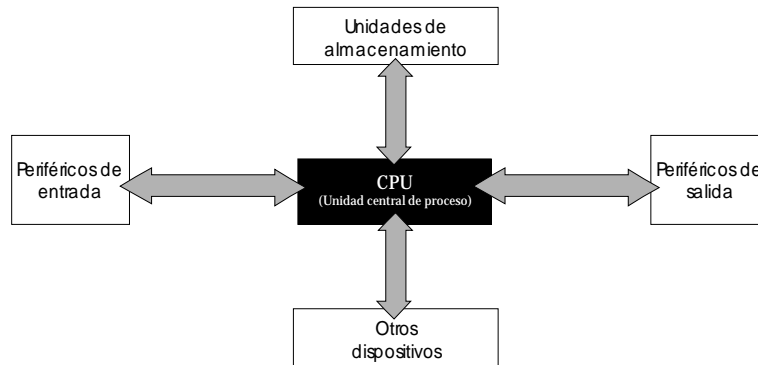 Unidades de
almacenamiento
Periféricos de
entrada
CPU
(Unidad central de proceso)
Periféricos de
salida
Otros
dispositivos